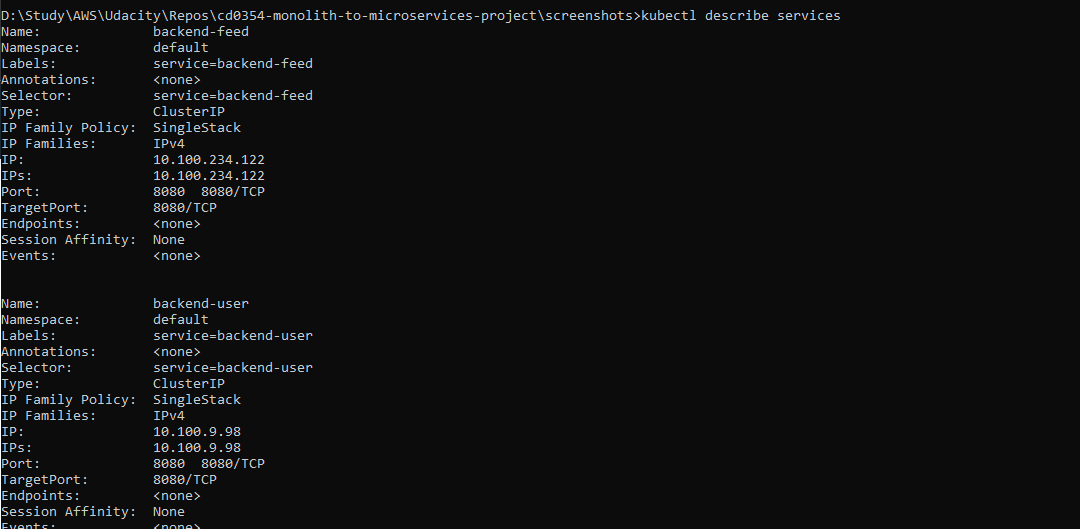 D:\Study\AWS\Udacity\Repos\cd0354-monolith-to-microservices-project\screenshots>kubectl describe services
Name:              backend-feed
Namespace:         default
Labels:            service=backend-feed
Annotations:       <none>
Selector:          service=backend-feed
Type:              ClusterIP
IP Family Policy:  SingleStack
IP Families:       IPv4
IP:                10.100.234.122
IPs:               10.100.234.122
Port:              8080  8080/TCP
TargetPort:        8080/TCP
Endpoints:         <none>
Session Affinity:  None
Events:            <none>
Name:              backend-user
Namespace:         default
Labels:            service=backend-user
Annotations:       <none>
Selector:          service=backend-user
Type:              ClusterIP
IP Family Policy:  SingleStack
IP Families:       IPv4
IP:                10.100.9.98
IPs:               10.100.9.98
Port:              8080  8080/TCP
TargetPort:        8080/TCP
Endpoints:         <none>
Session Affinity:  None
Events:            <none>